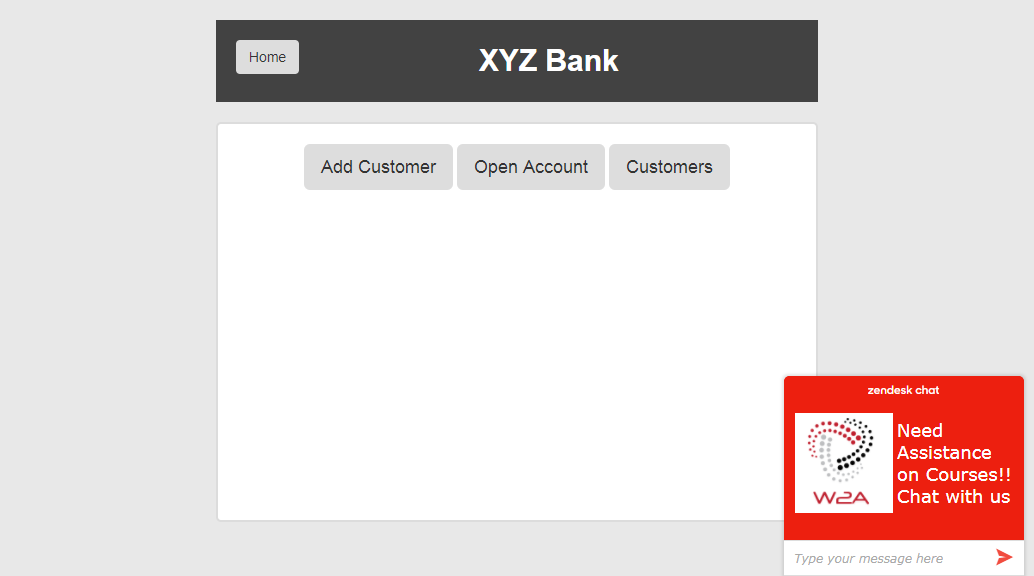 Home
XYZ Bank
Add Customer
Open Account
Customers
zendesk chat
Need
Assistance
on Courses!!
Chat with us
W2A
Type your message here